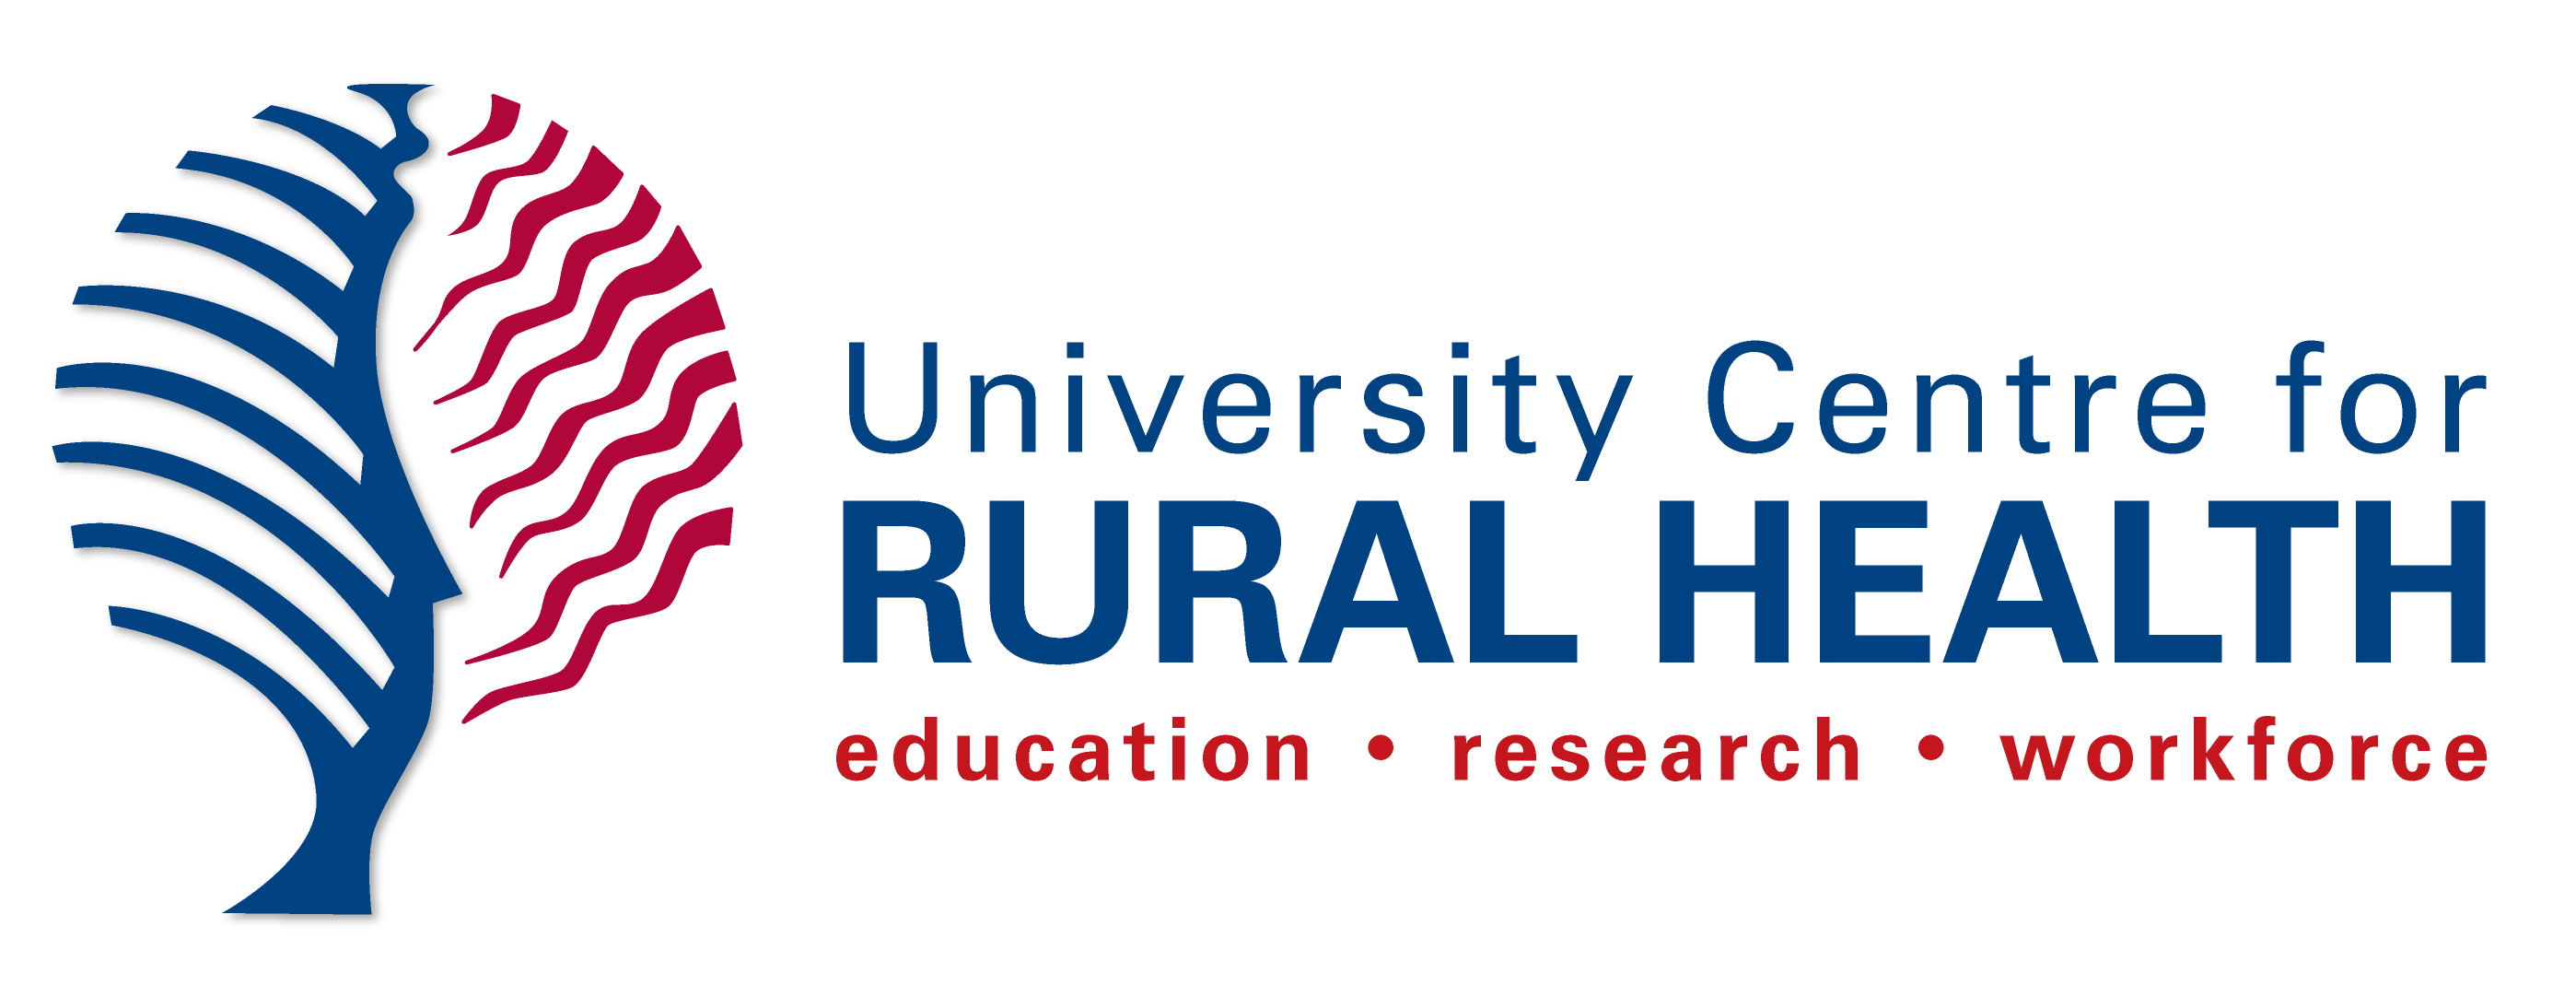 University Centre for
RURAL HEALTH
education • research • workforce